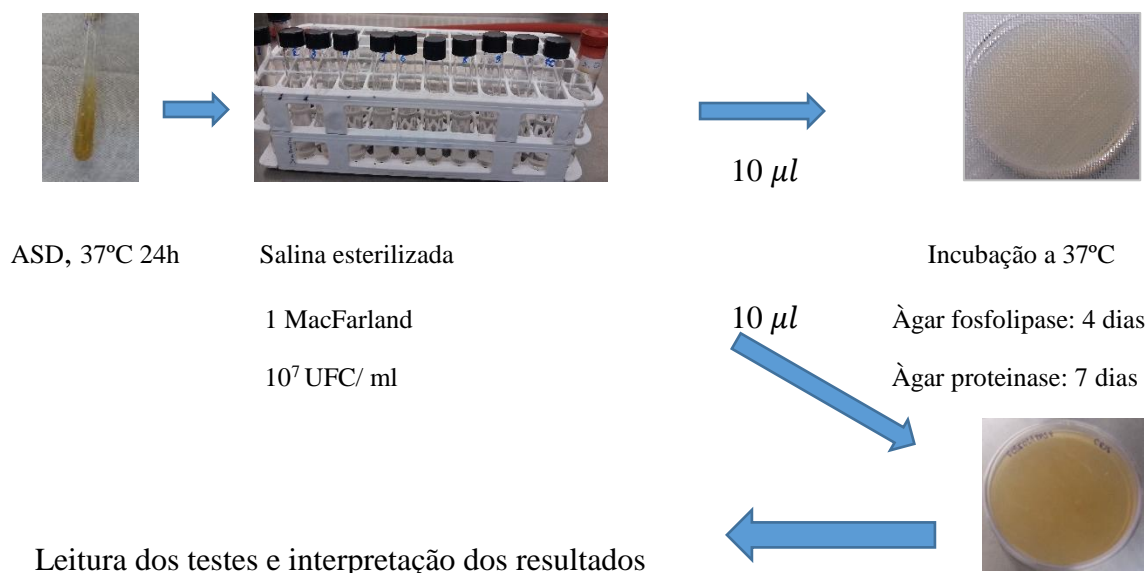 10 μl
ASD, 37ºC 24h
Salina esterilizada
Incubação a 37ºC
1 MacFarland
10 μl
Àgar fosfolipase: 4 dias
10⁷ UFC/ ml
Àgar proteinase: 7 dias
Leitura dos testes e interpretação dos resultados